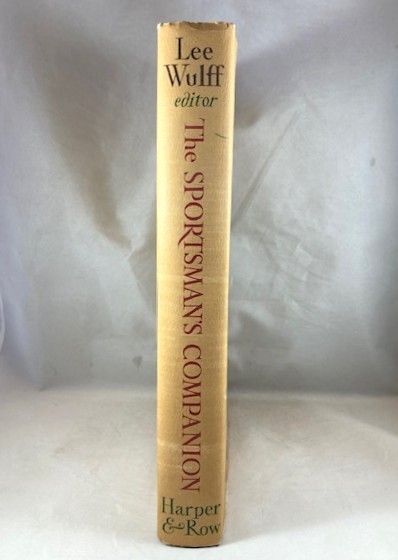 Lee
Wulff
editor
The SPORTSMAN'S COMPANION
Harper
& Row